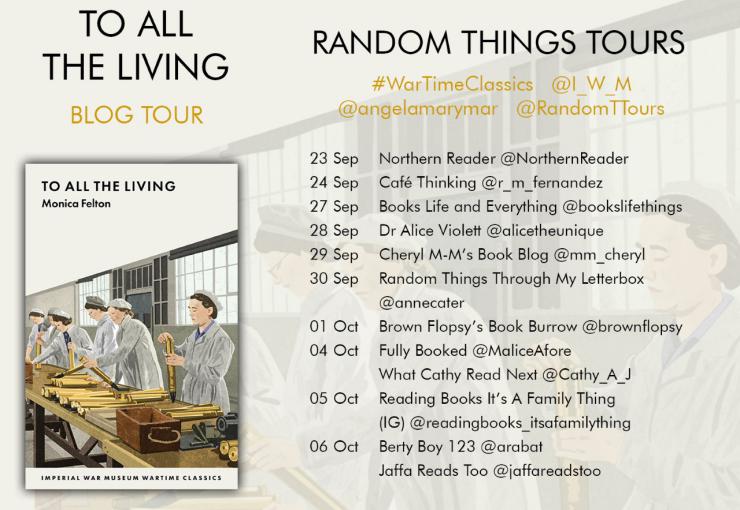 TO ALL
THE LIVING
BLOG TOUR
TO ALL THE LIVING
Monica Felton
IMPERIAL WAR MUSEUM WARTIME CLASSICS
RANDOM THINGS TOURS
#WarTimeClassics @I_W_M
@angelamarymar @RandomTTours
23 Sep Northern Reader @NorthernReader
24 Sep Café Thinking @r_m_fernandez
27 Sep Books Life and Everything @bookslifethings
28 Sep Dr Alice Violett @alicetheunique
29 Sep Cheryl M-M's Book Blog @mm_cheryl
30 Sep Random Things Through My Letterbox
@annecater
01 Oct Brown Flopsy's Book Burrow @brownflopsy
04 Oct Fully Booked @MaliceAfore
What Cathy Read Next @Cathy_A_J
05 Oct Reading Books It's A Family Thing
(IG) @readingbooks_itsafamilything
06 Oct Berty Boy 123 @arabat
Jaffa Reads Too @jaffareadstoo